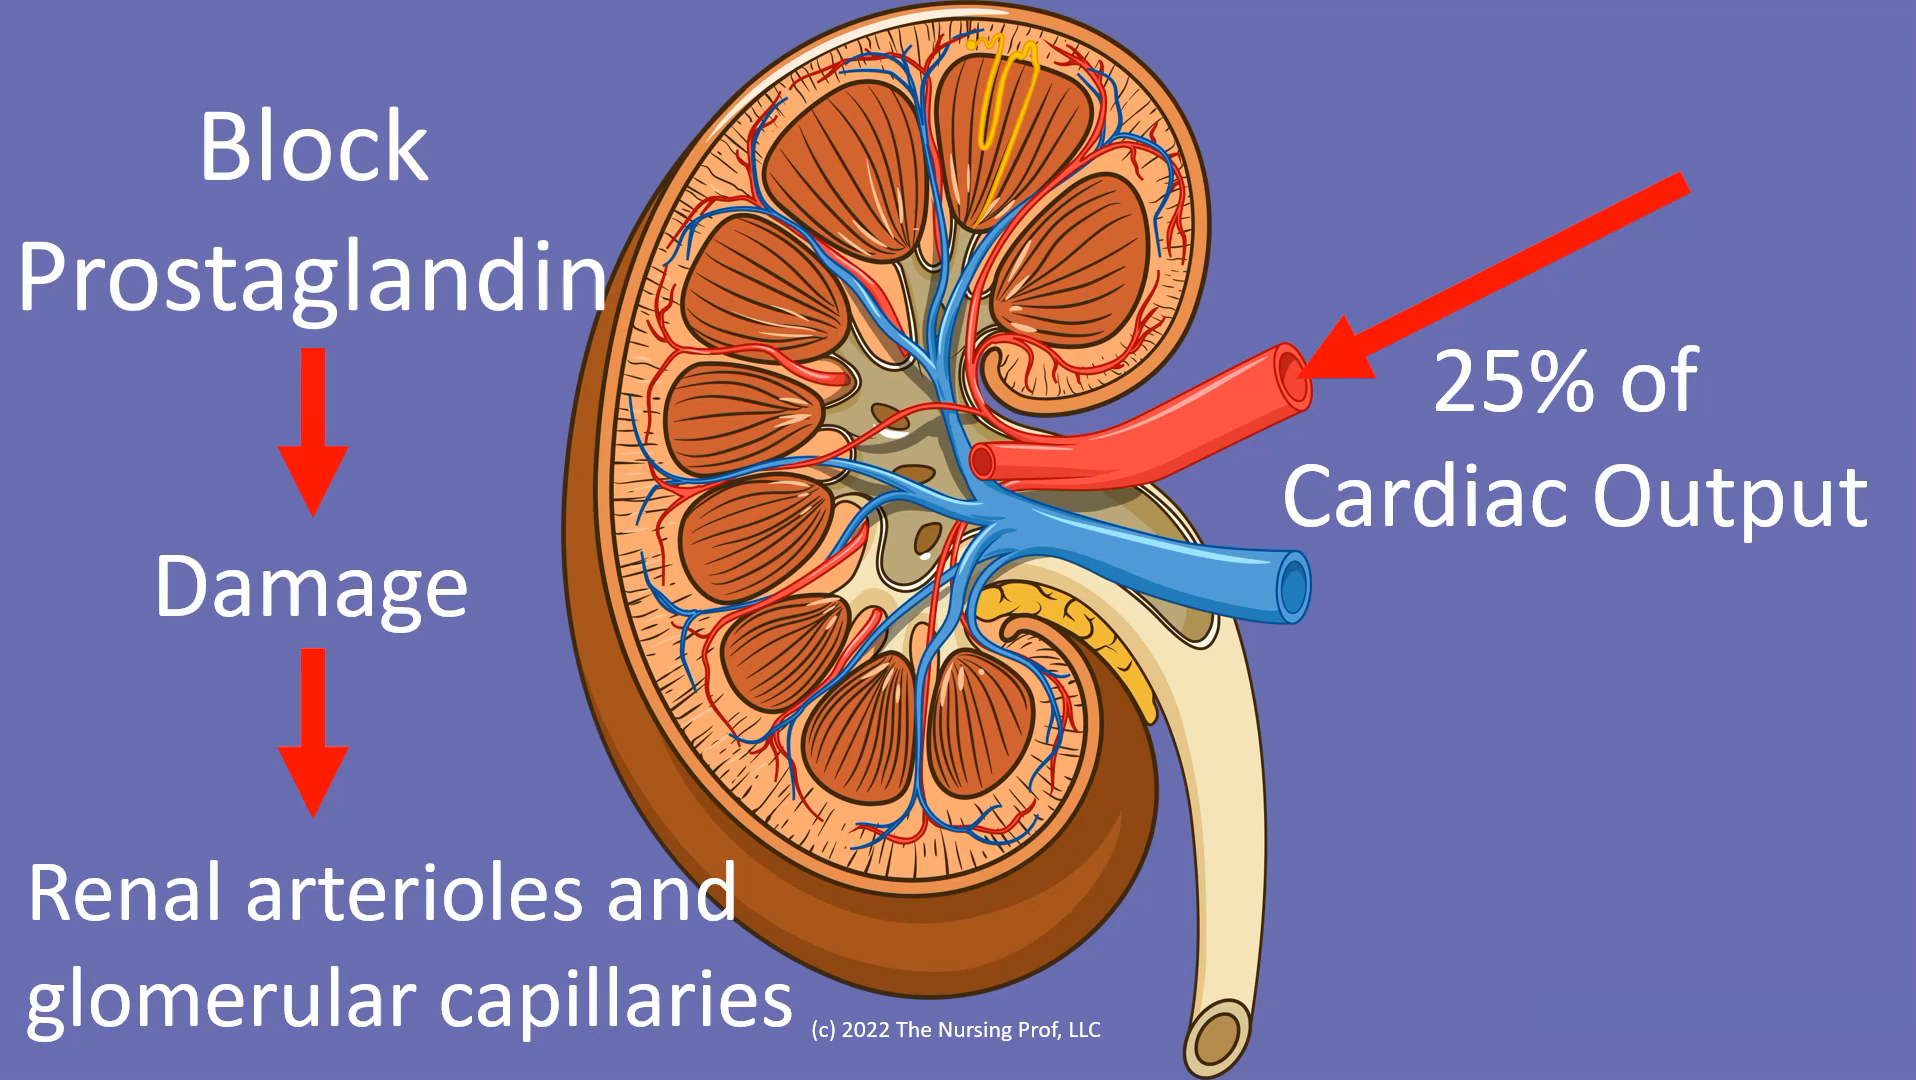 Block
Prostaglandin
Damage
Renal arterioles and
glomerular capillaries
25% of
Cardiac Output
(c) 2022 The Nursing Prof, LLC